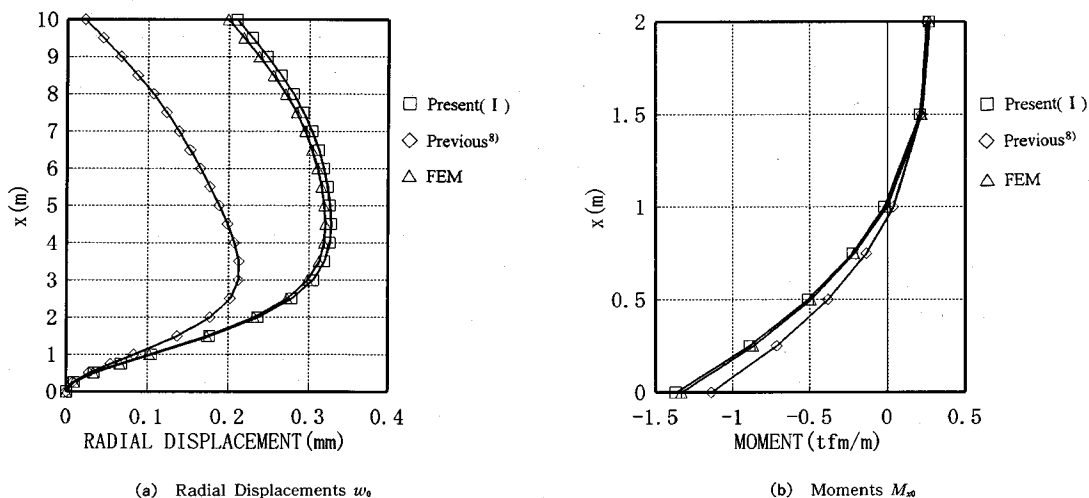 10
9
8
7
6
5
4
3
2
1
0
X (m)
0 0.1 0.2 0.3 0.4
RADIAL DISPLACEMENT (mm)
Present( I )
Previous⁸⁾
FEM
(a) Radial Displacements w₀
2
1.5
1
0.5
0
X (m)
-1.5 -1 -0.5 0 0.5
MOMENT (tfm/m)
Present( I )
Previous⁸⁾
FEM
(b) Moments Mₓ₀